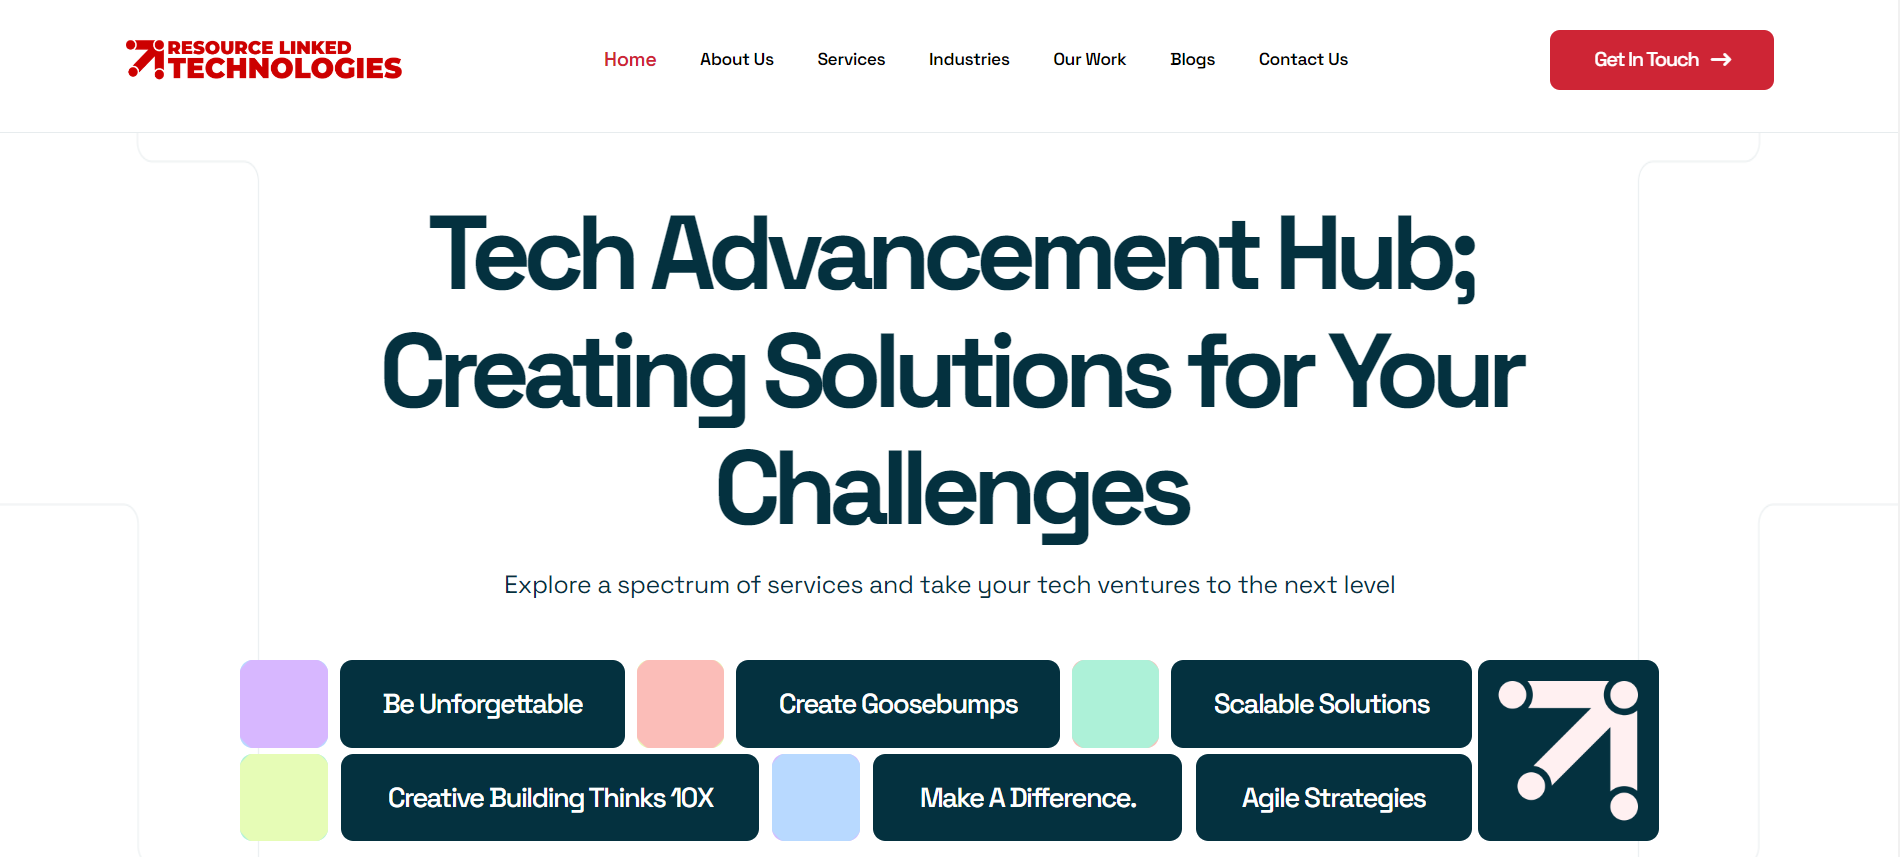 RESOURCE LINKED
TECHNOLOGIES
Home
About Us
Services
Industries
Our Work
Blogs
Contact Us
Get In Touch
Tech Advancement Hub;
Creating Solutions for Your
Challenges
Explore a spectrum of services and take your tech ventures to the next level
Be Unforgettable
Create Goosebumps
Scalable Solutions
Creative Building Thinks 10X
Make A Difference.
Agile Strategies